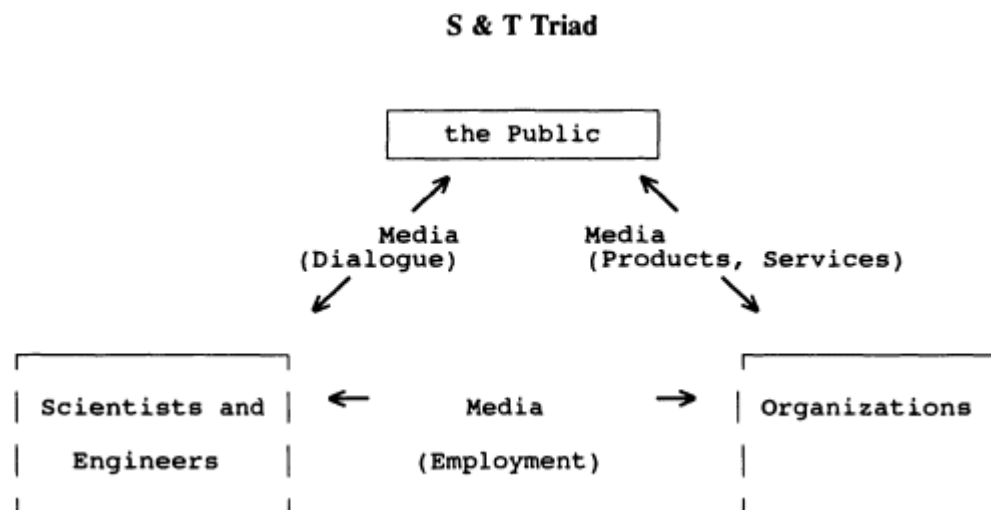 S & T Triad
the Public
Media
(Dialogue)
Media
(Products, Services)
Scientists and
Engineers
Media
(Employment)
Organizations